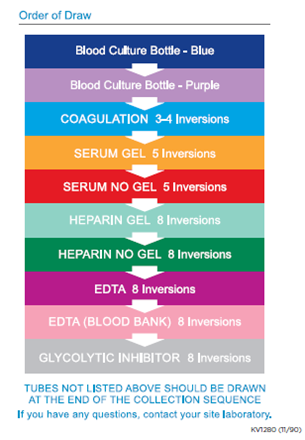 Order of Draw
Blood Culture Bottle - Blue
Blood Culture Bottle - Purple
COAGULATION 3-4 Inversions
SERUM GEL 5 Inversions
SERUM NO GEL 5 Inversions
HEPARIN GEL 8 Inversions
HEPARIN NO GEL 8 Inversions
EDTA 8 Inversions
EDTA (BLOOD BANK) 8 Inversions
GLYCOLYTIC INHIBITOR 8 Inversions
TUBES NOT LISTED ABOVE SHOULD BE DRAWN
AT THE END OF THE COLLECTION SEQUENCE
If you have any questions, contact your site laboratory.
KV1280 (11/90)